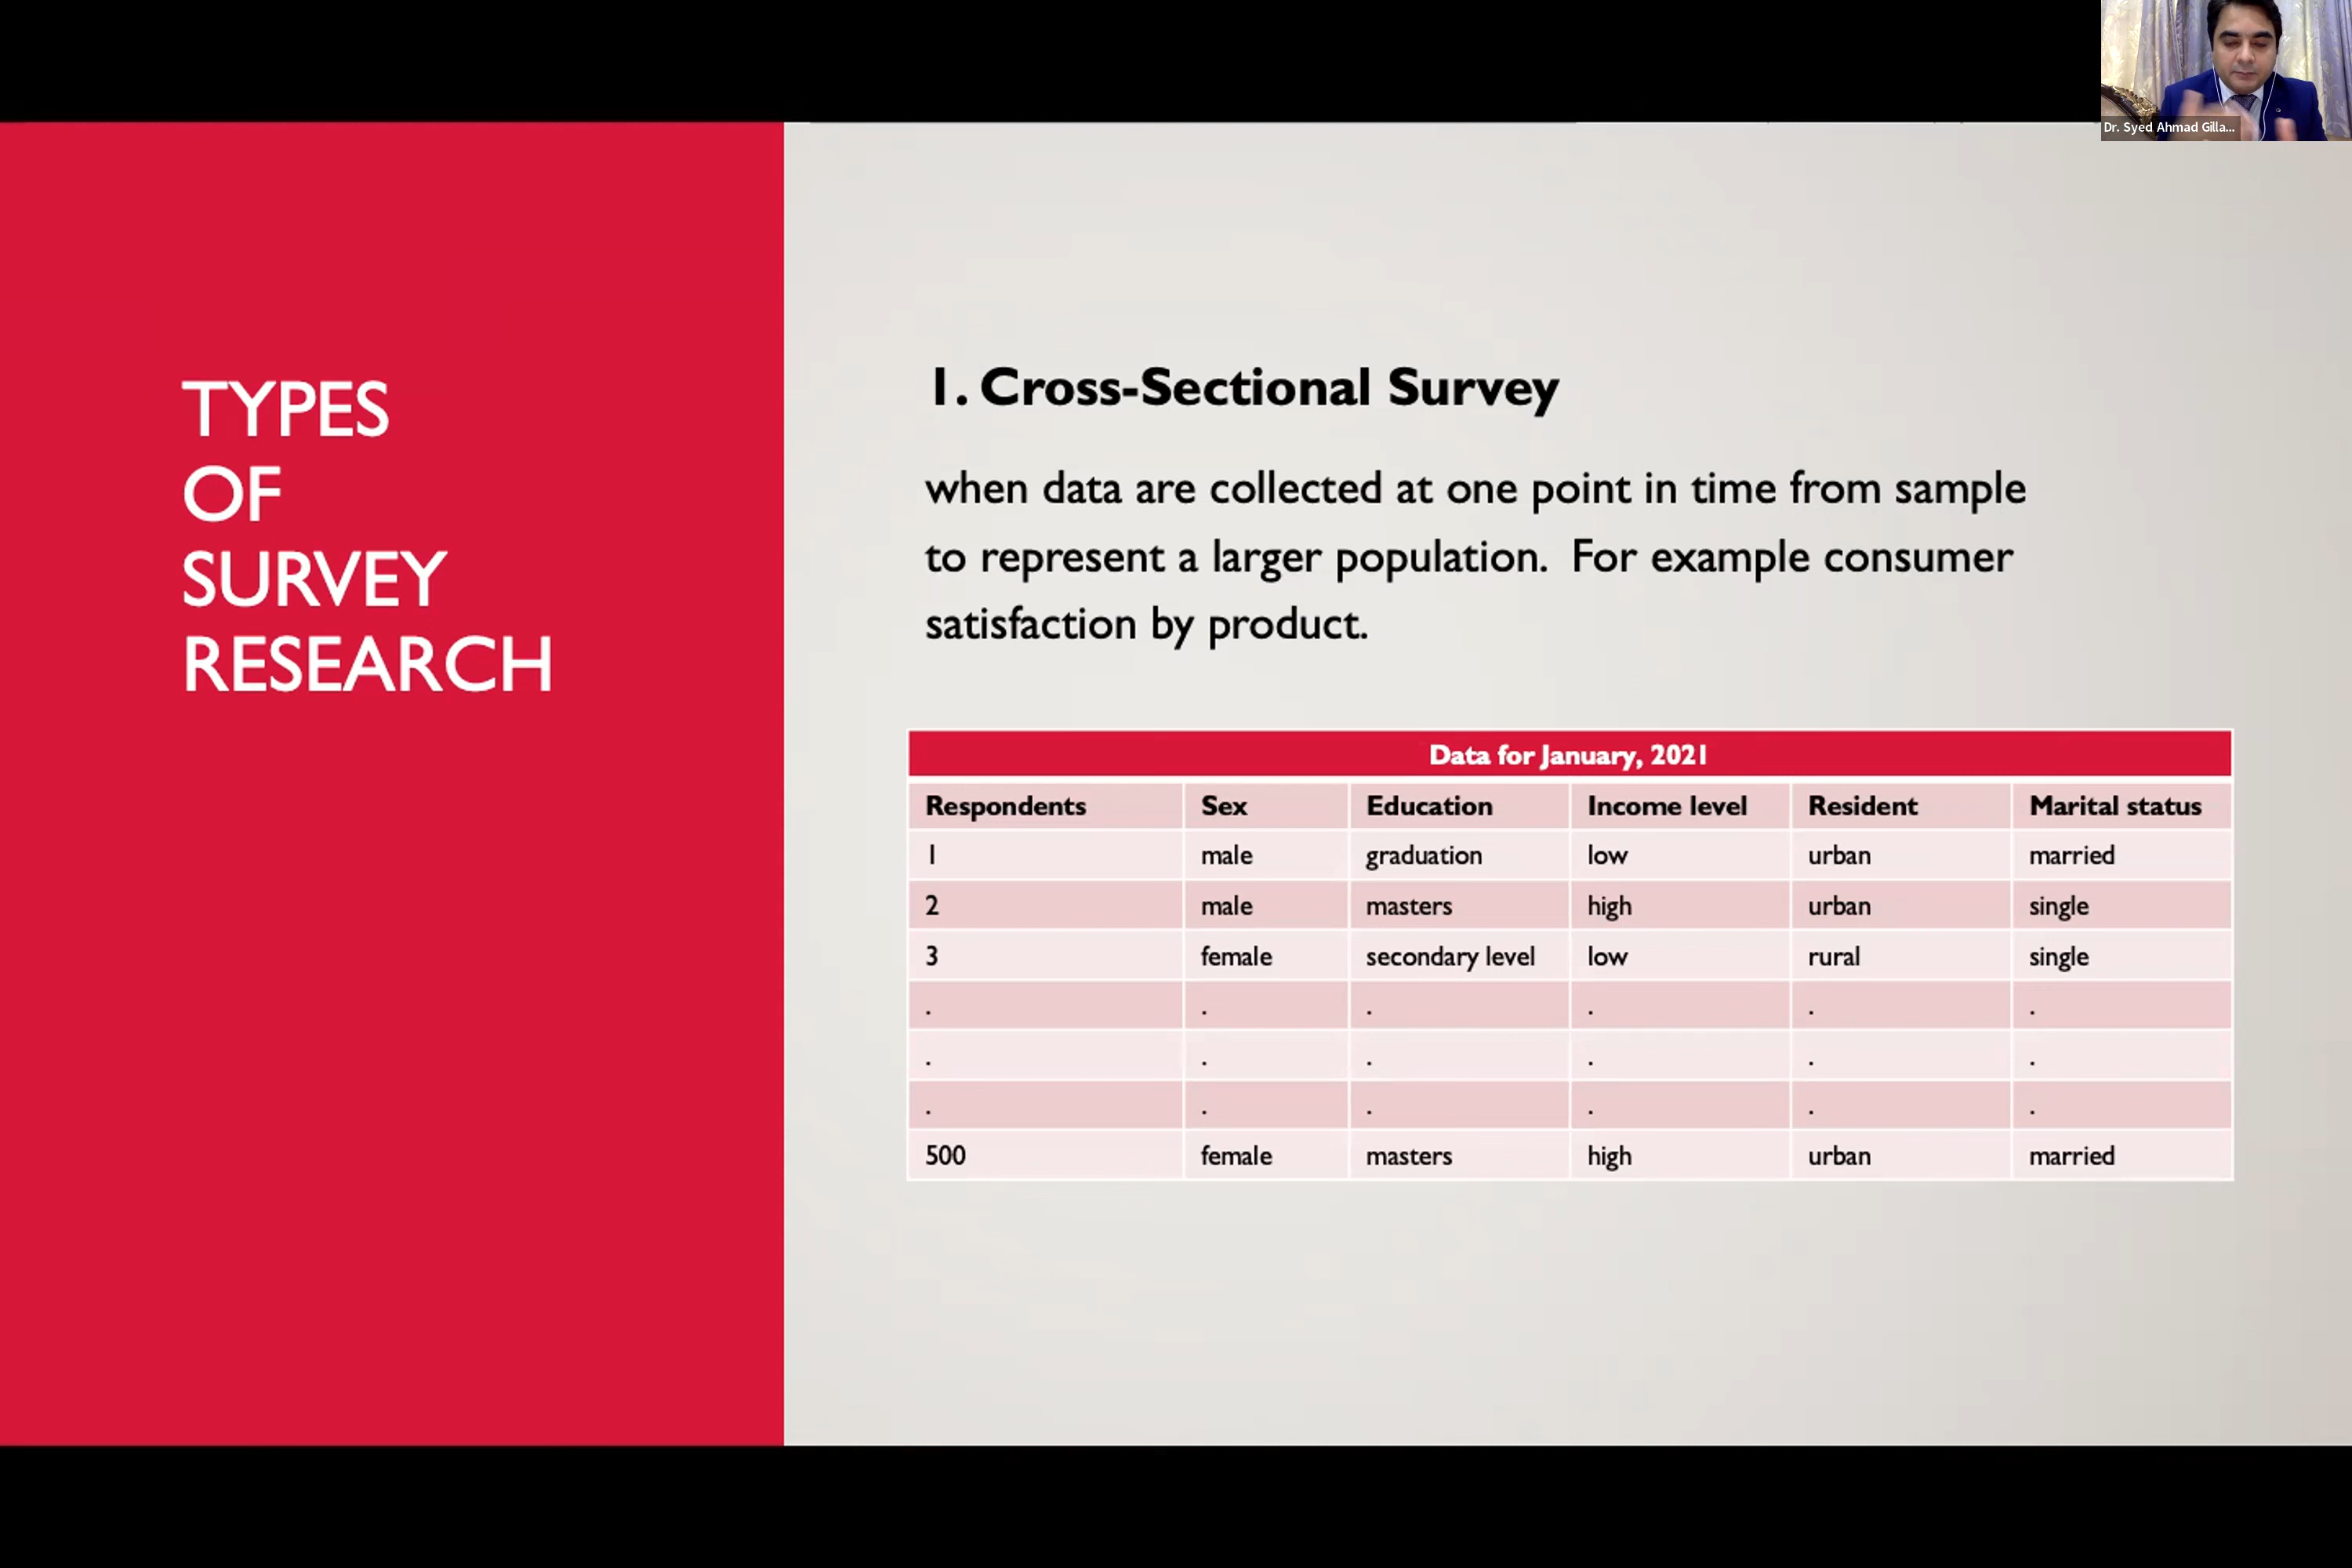 Dr. Syed Ahmad Gilla...
TYPES
OF
SURVEY
RESEARCH
1. Cross-Sectional Survey
when data are collected at one point in time from sample
to represent a larger population. For example consumer
satisfaction by product.
Data for January, 2021
Respondents Sex Education Income level Resident Marital status
1 male graduation low urban married
2 male masters high urban single
3 female secondary level low rural single
. . . . . .
. . . . . .
. . . . . .
500 female masters high urban married